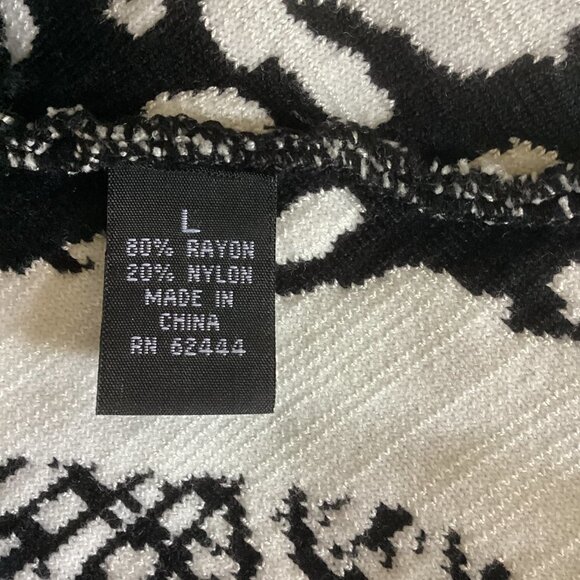 L
80% RAYON
20% NYLON
MADE IN
CHINA
RN 62444